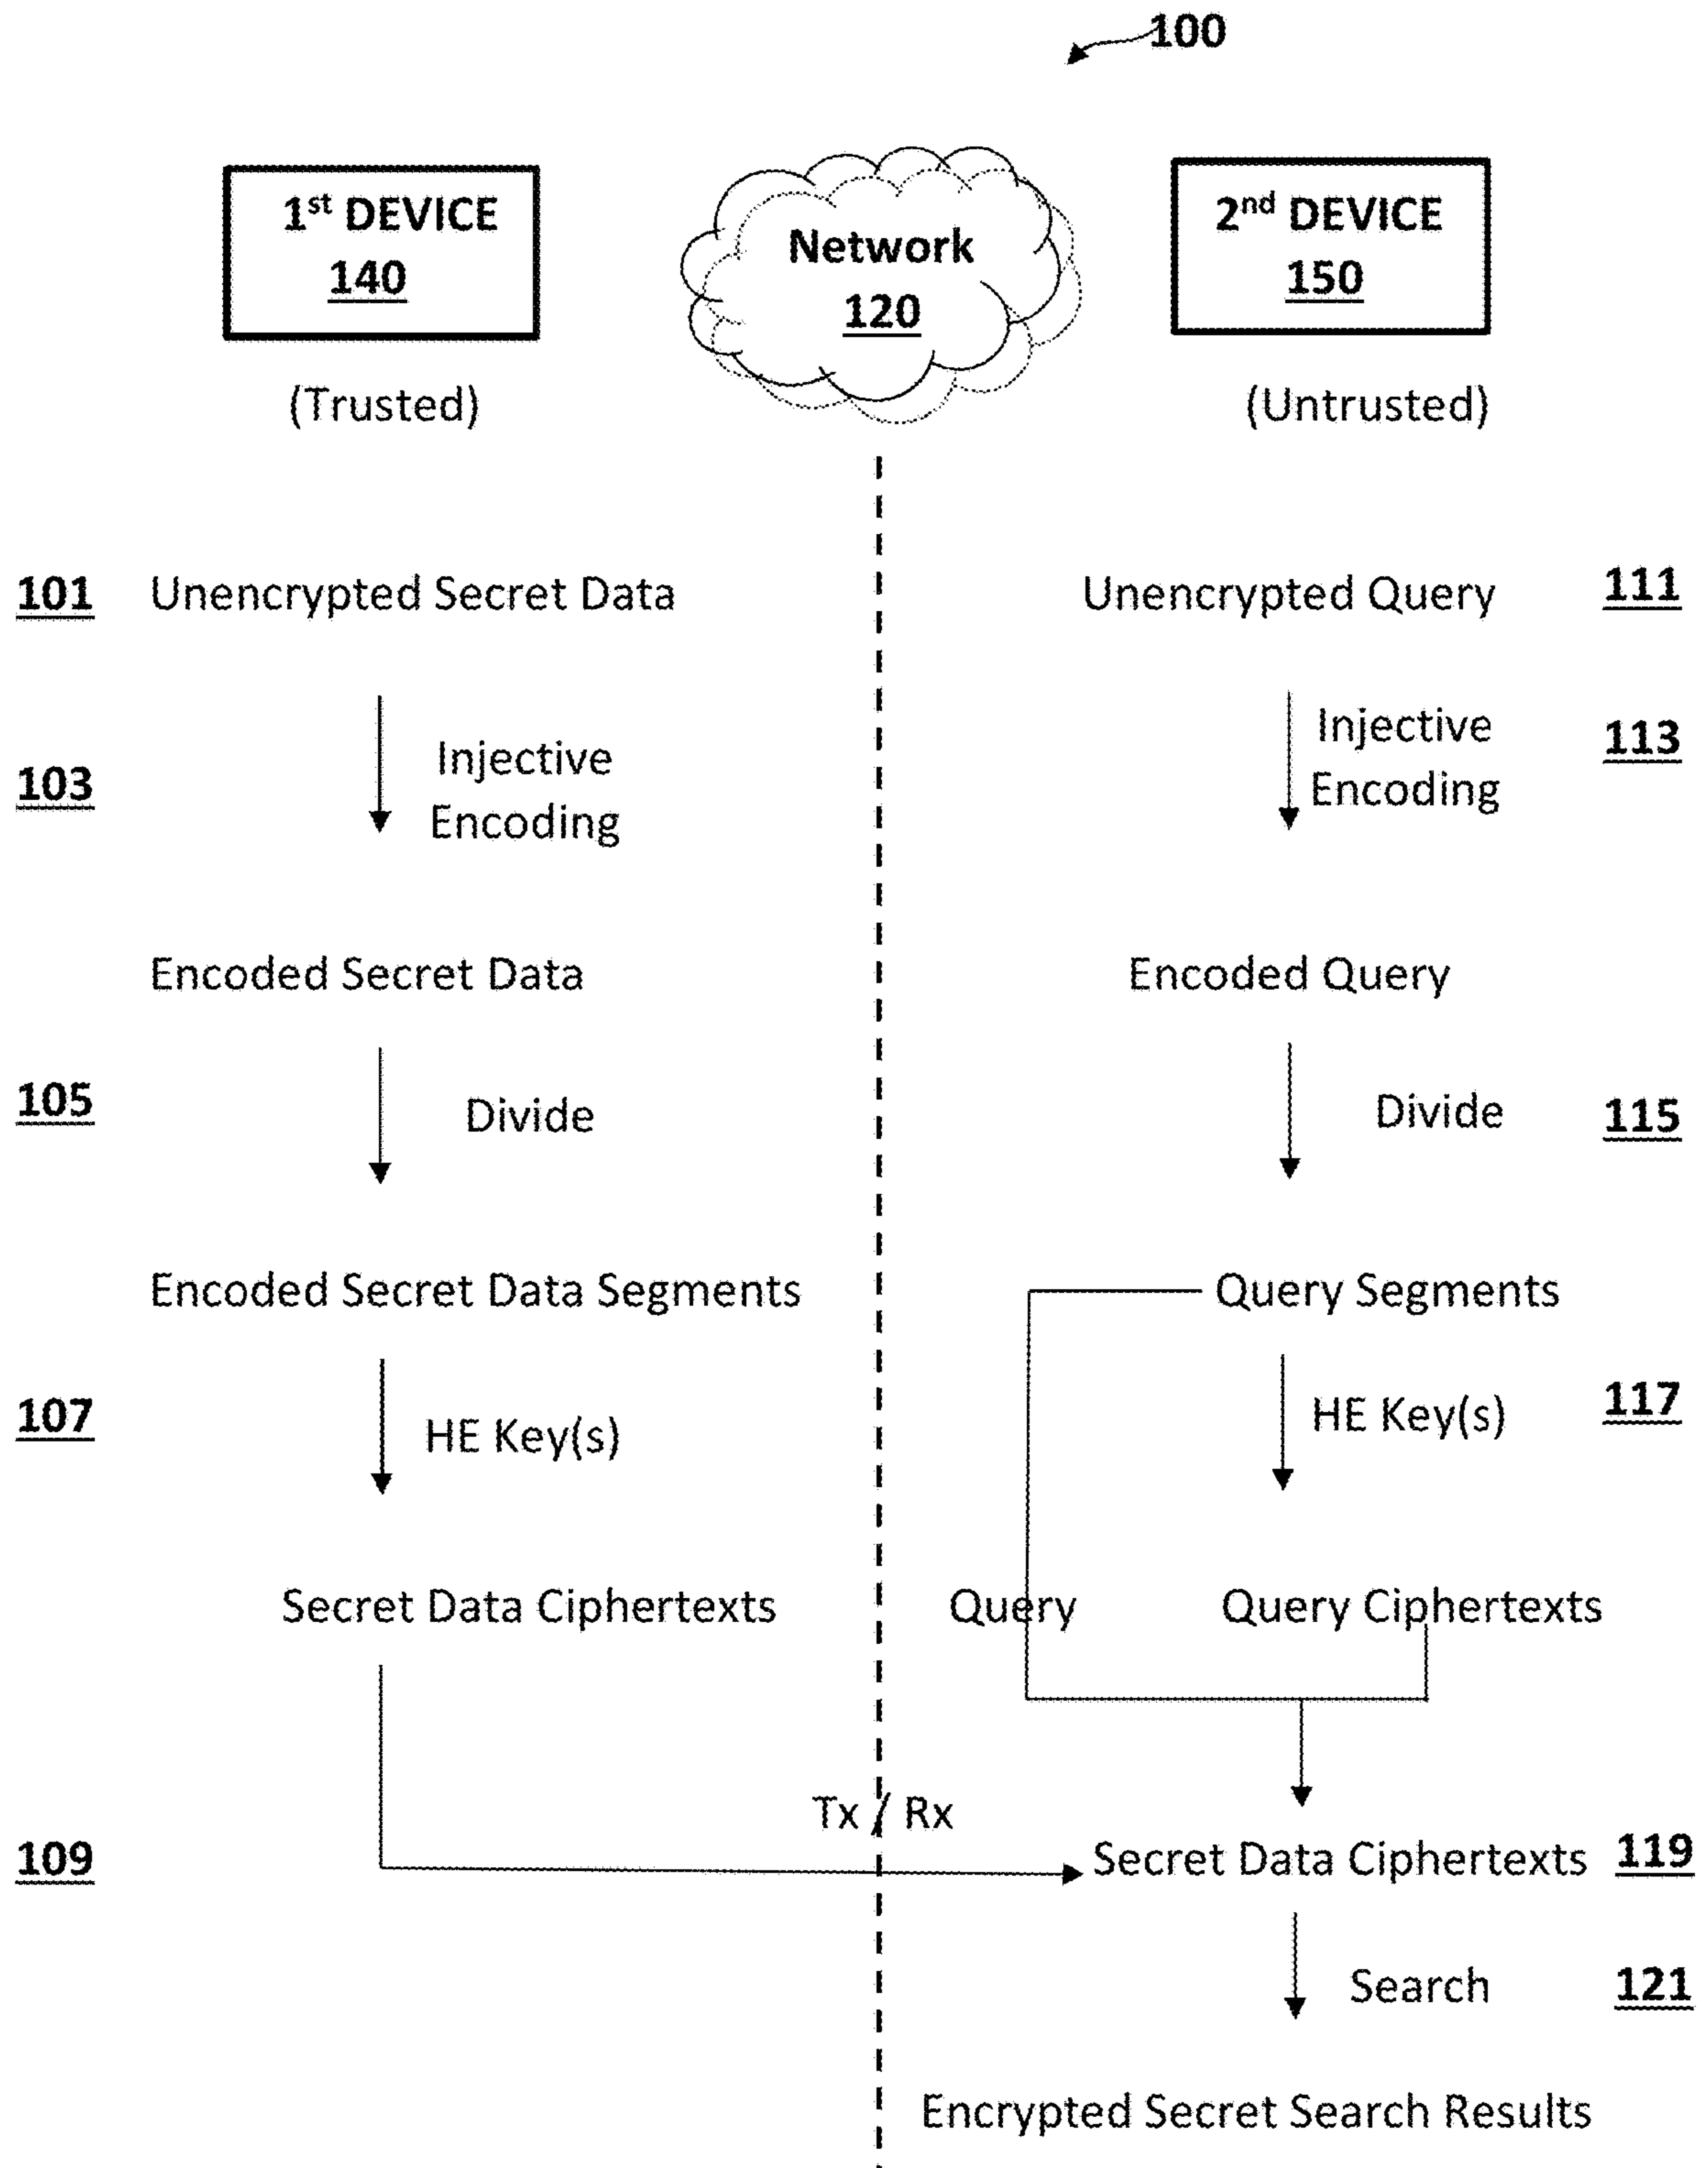 100
1st DEVICE
140
(Trusted)
Network
120
2nd DEVICE
150
(Untrusted)
101 Unencrypted Secret Data
Unencrypted Query 111
103
Injective
Encoding
Injective
Encoding
113
Encoded Secret Data
Encoded Query
105 Divide
Divide 115
Encoded Secret Data Segments
Query Segments
107 HE Key(s)
HE Key(s) 117
Secret Data Ciphertexts
Query
Query Ciphertexts
Tx / Rx
109
Secret Data Ciphertexts 119
Search 121
Encrypted Secret Search Results